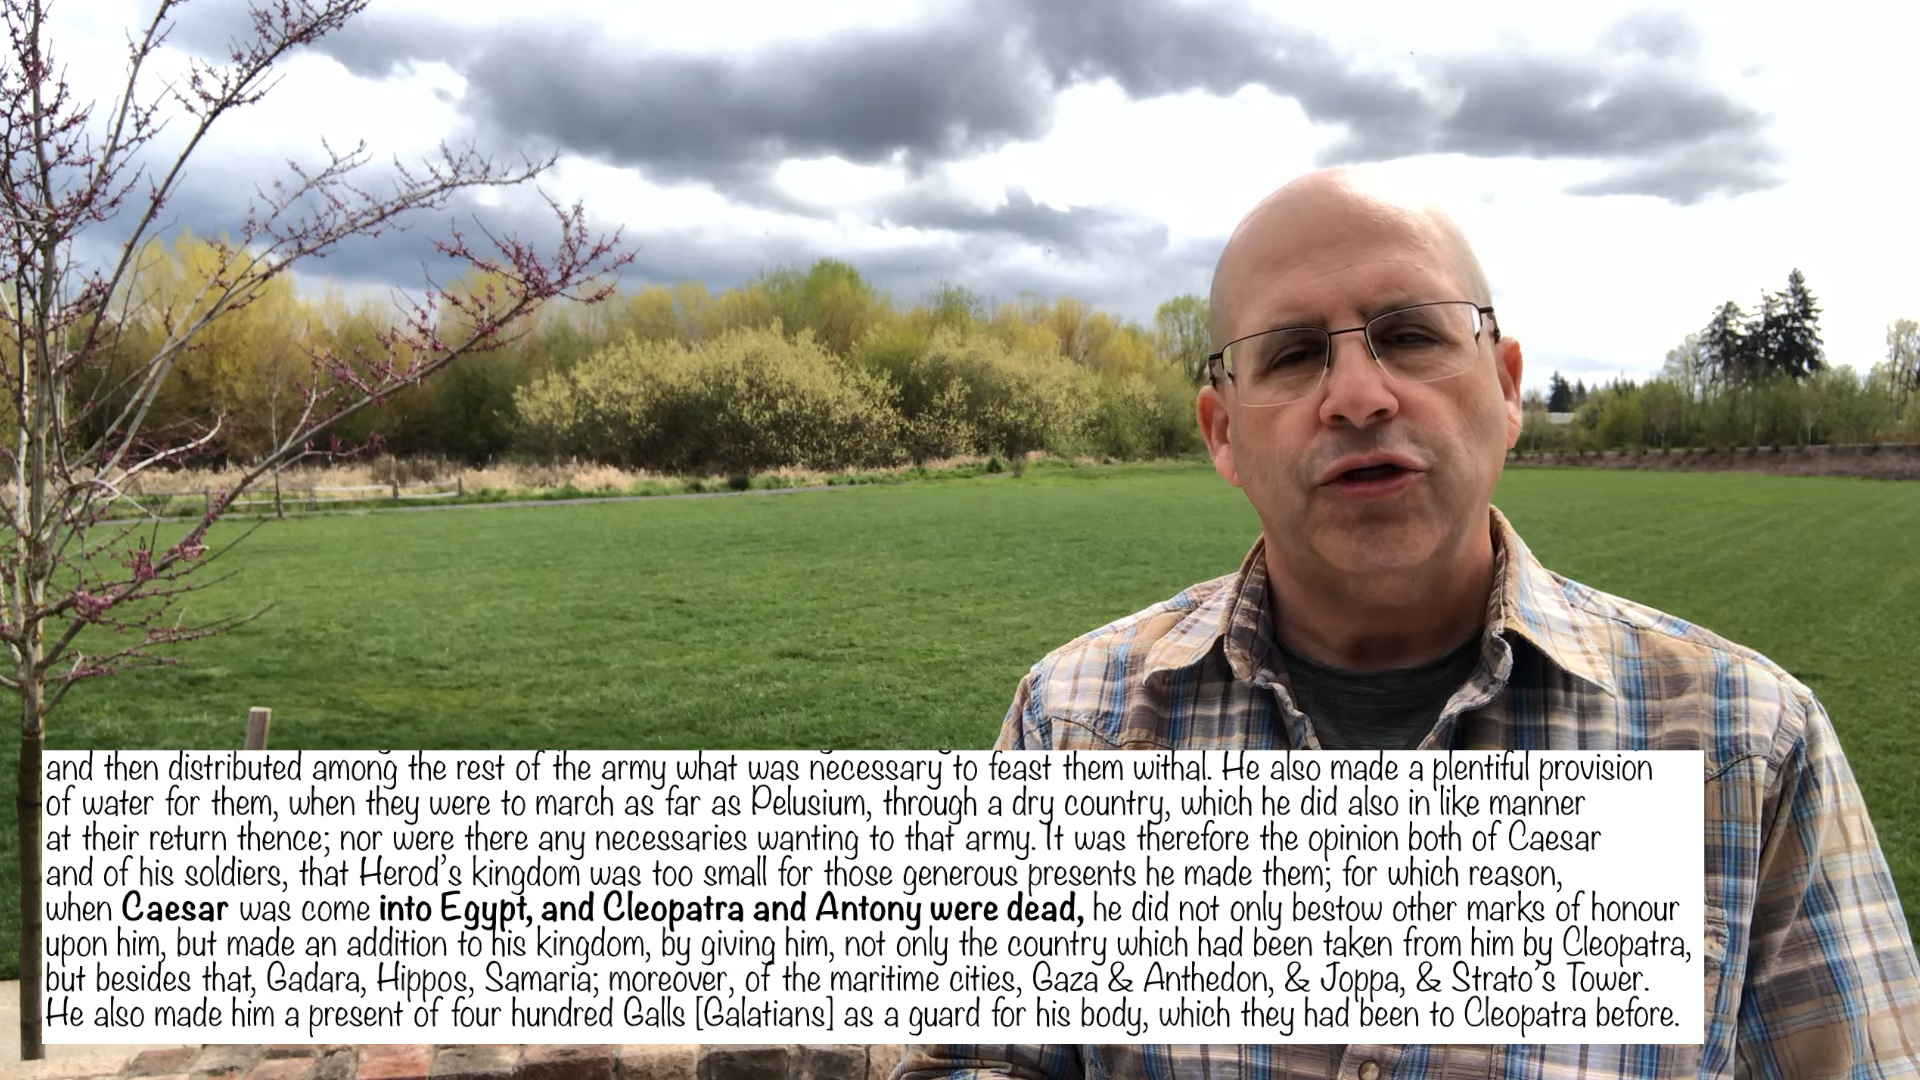 and then distributed among the rest of the army what was necessary to feast them withal. He also made a plentiful provision
of water for them, when they were to march as far as Pelusium, through a dry country, which he did also in like manner
at their return thence; nor were there any necessaries wanting to that army. It was therefore the opinion both of Caesar
and of his soldiers, that Herod's kingdom was too small for those generous presents he made them; for which reason,
when Caesar was come into Egypt, and Cleopatra and Antony were dead, he did not only bestow other marks of honour
upon him, but made an addition to his kingdom, by giving him, not only the country which had been taken from him by Cleopatra,
but besides that, Gadara, Hippos, Samaria; moreover, of the maritime cities, Gaza & Anthedon, & Joppa, & Strato's Tower.
He also made him a present of four hundred Galls [Galatians] as a guard for his body, which they had been to Cleopatra before.